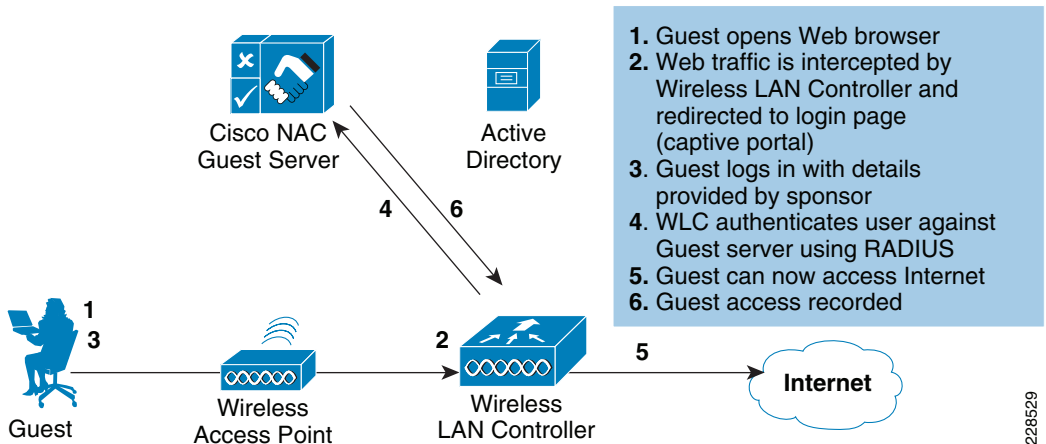 1. Guest opens Web browser
2. Web traffic is intercepted by
Wireless LAN Controller and
redirected to login page
(captive portal)
3. Guest logs in with details
provided by sponsor
4. WLC authenticates user against
Guest server using RADIUS
5. Guest can now access Internet
6. Guest access recorded
Cisco NAC
Guest Server
Active
Directory
4
6
1
3
2
5
Guest
Wireless
Access Point
Wireless
LAN Controller
Internet
228529